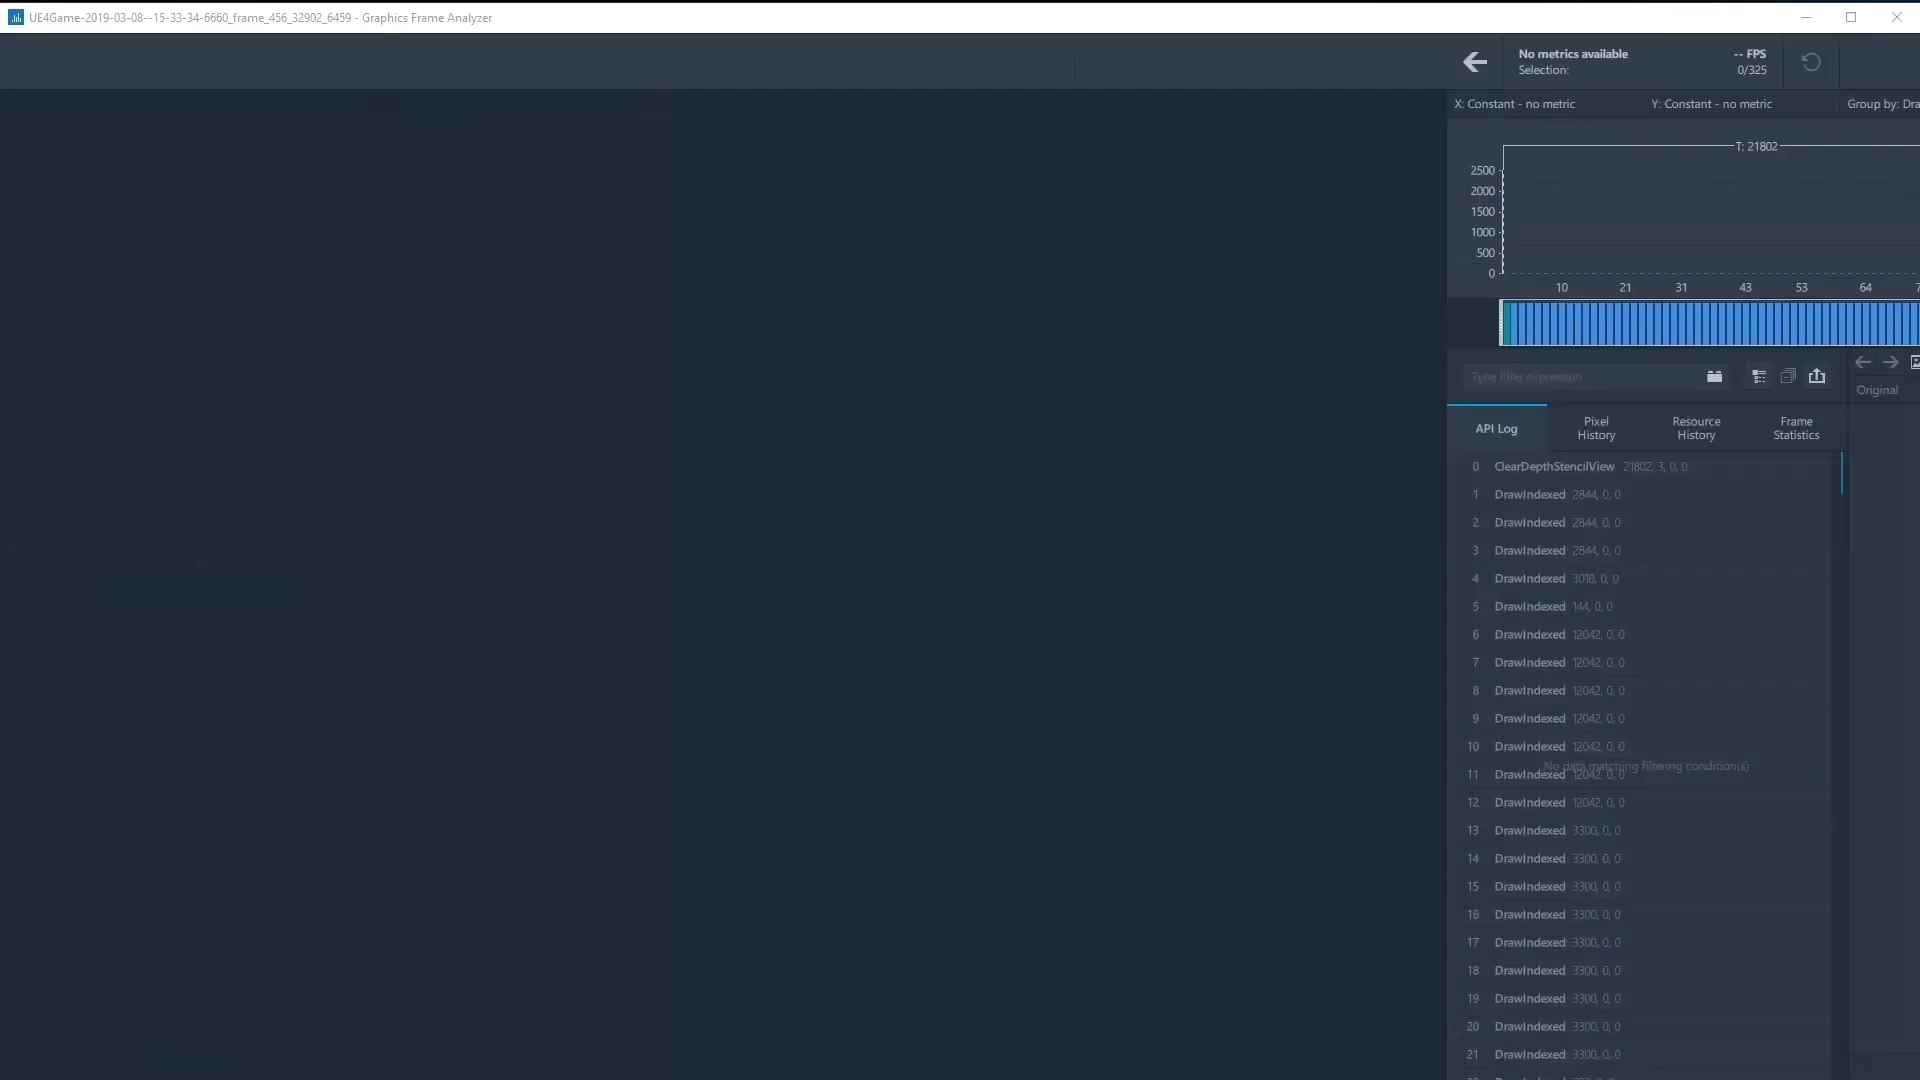 UE4Game-2019-03-08--15-33-34-6660_frame_456_32902_6459 - Graphics Frame Analyzer
No metrics available -- FPS
Selection: 0/325
X: Constant - no metric Y: Constant - no metric Group by: Dra
T: 21802
2500
2000
1500
1000
500
0
10 21 31 43 53 64 7
Type Filter expression
Original
API Log Pixel History Resource History Frame Statistics
0 ClearDepthStencilView 21802, 3, 0, 0
1 DrawIndexed 2844, 0, 0
2 DrawIndexed 2844, 0, 0
3 DrawIndexed 2844, 0, 0
4 DrawIndexed 3018, 0, 0
5 DrawIndexed 144, 0, 0
6 DrawIndexed 12042, 0, 0
7 DrawIndexed 12042, 0, 0
8 DrawIndexed 12042, 0, 0
9 DrawIndexed 12042, 0, 0
10 DrawIndexed 12042, 0, 0
No data matching filtering condition(s)
11 DrawIndexed 12042, 0, 0
12 DrawIndexed 12042, 0, 0
13 DrawIndexed 3300, 0, 0
14 DrawIndexed 3300, 0, 0
15 DrawIndexed 3300, 0, 0
16 DrawIndexed 3300, 0, 0
17 DrawIndexed 3300, 0, 0
18 DrawIndexed 3300, 0, 0
19 DrawIndexed 3300, 0, 0
20 DrawIndexed 3300, 0, 0
21 DrawIndexed 3300, 0, 0